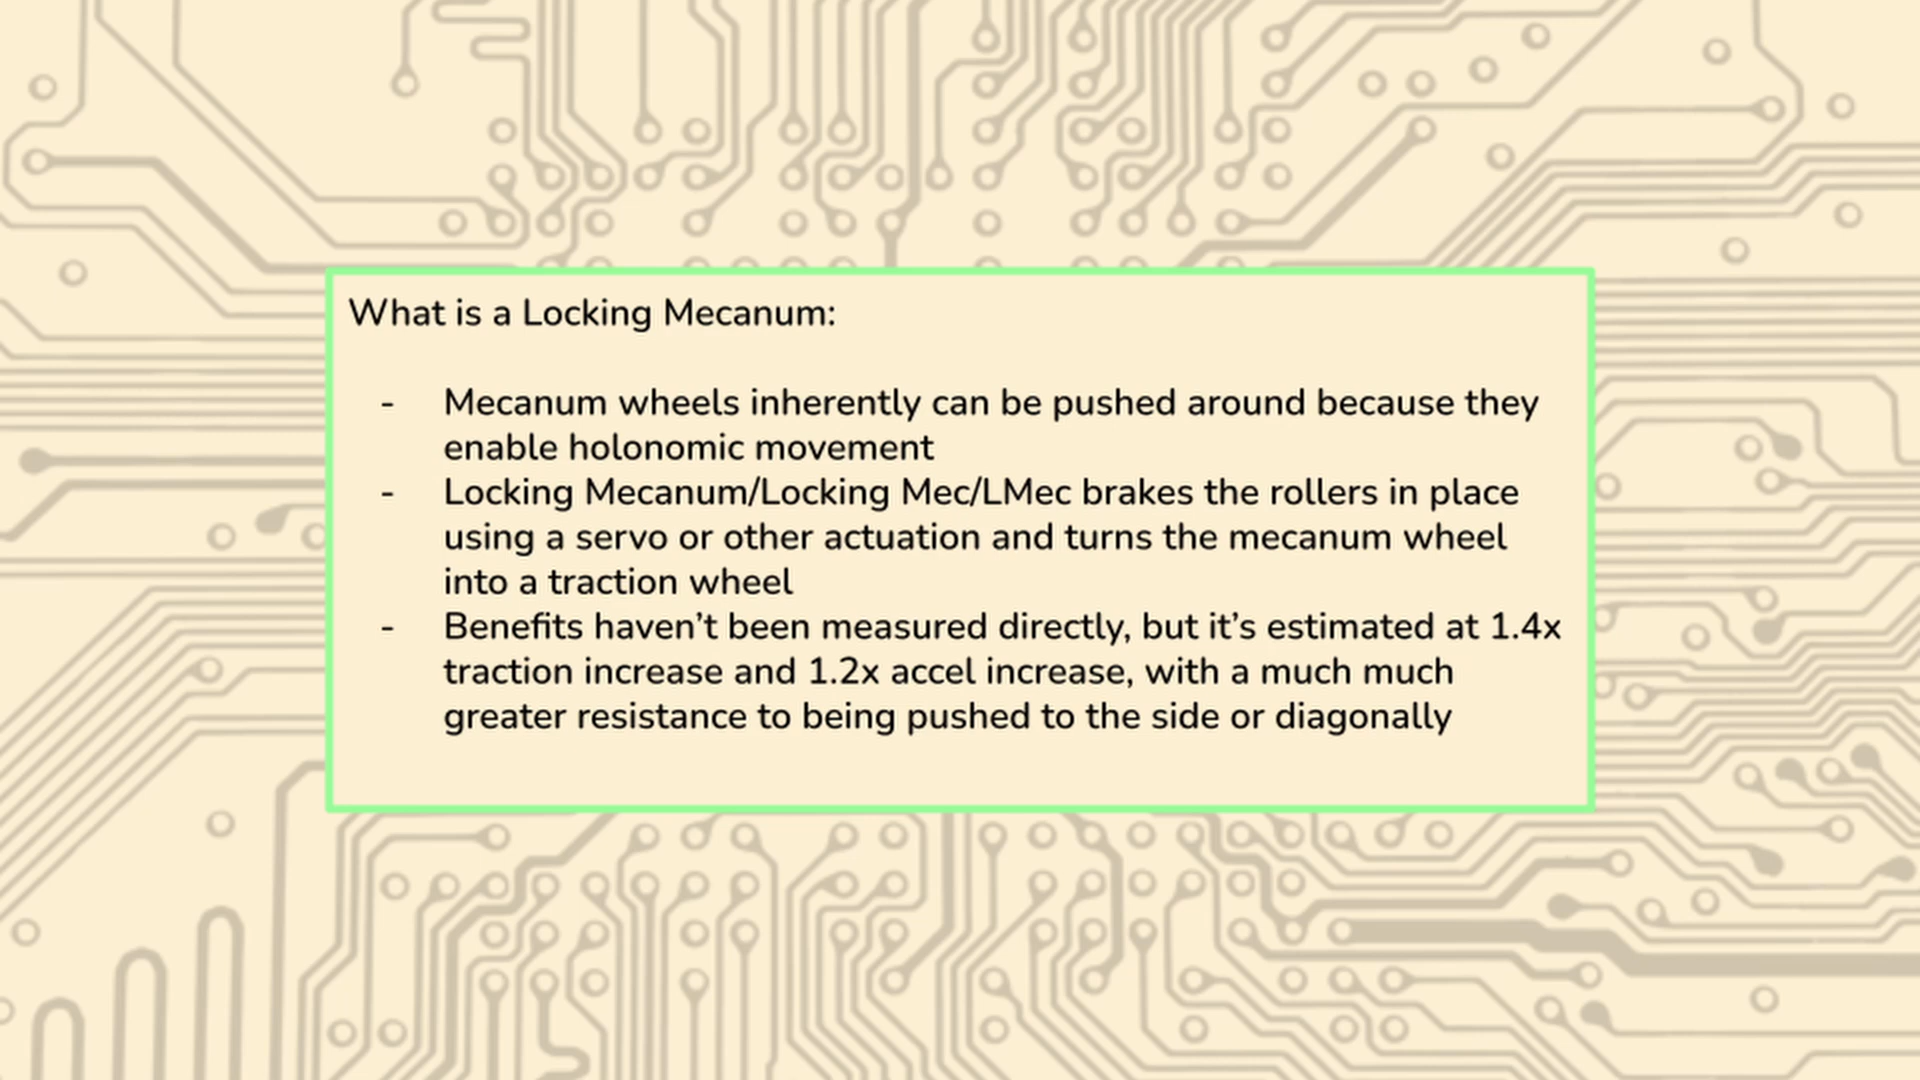 What is a Locking Mecanum:
- Mecanum wheels inherently can be pushed around because they
enable holonomic movement
- Locking Mecanum/Locking Mec/LMec brakes the rollers in place
using a servo or other actuation and turns the mecanum wheel
into a traction wheel
- Benefits haven’t been measured directly, but it’s estimated at 1.4x
traction increase and 1.2x accel increase, with a much much
greater resistance to being pushed to the side or diagonally